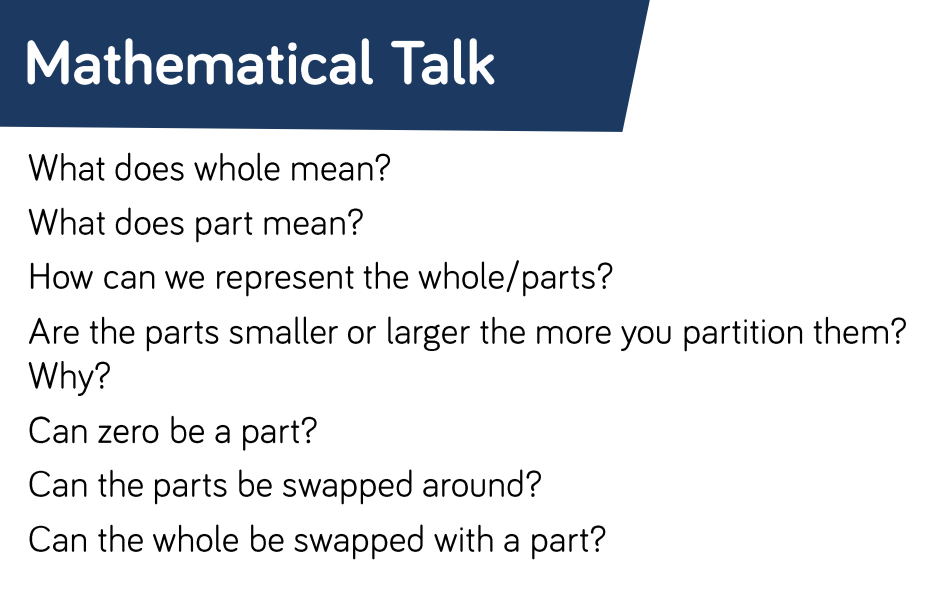 Mathematical Talk
What does whole mean?
What does part mean?
How can we represent the whole/parts?
Are the parts smaller or larger the more you partition them?
Why?
Can zero be a part?
Can the parts be swapped around?
Can the whole be swapped with a part?